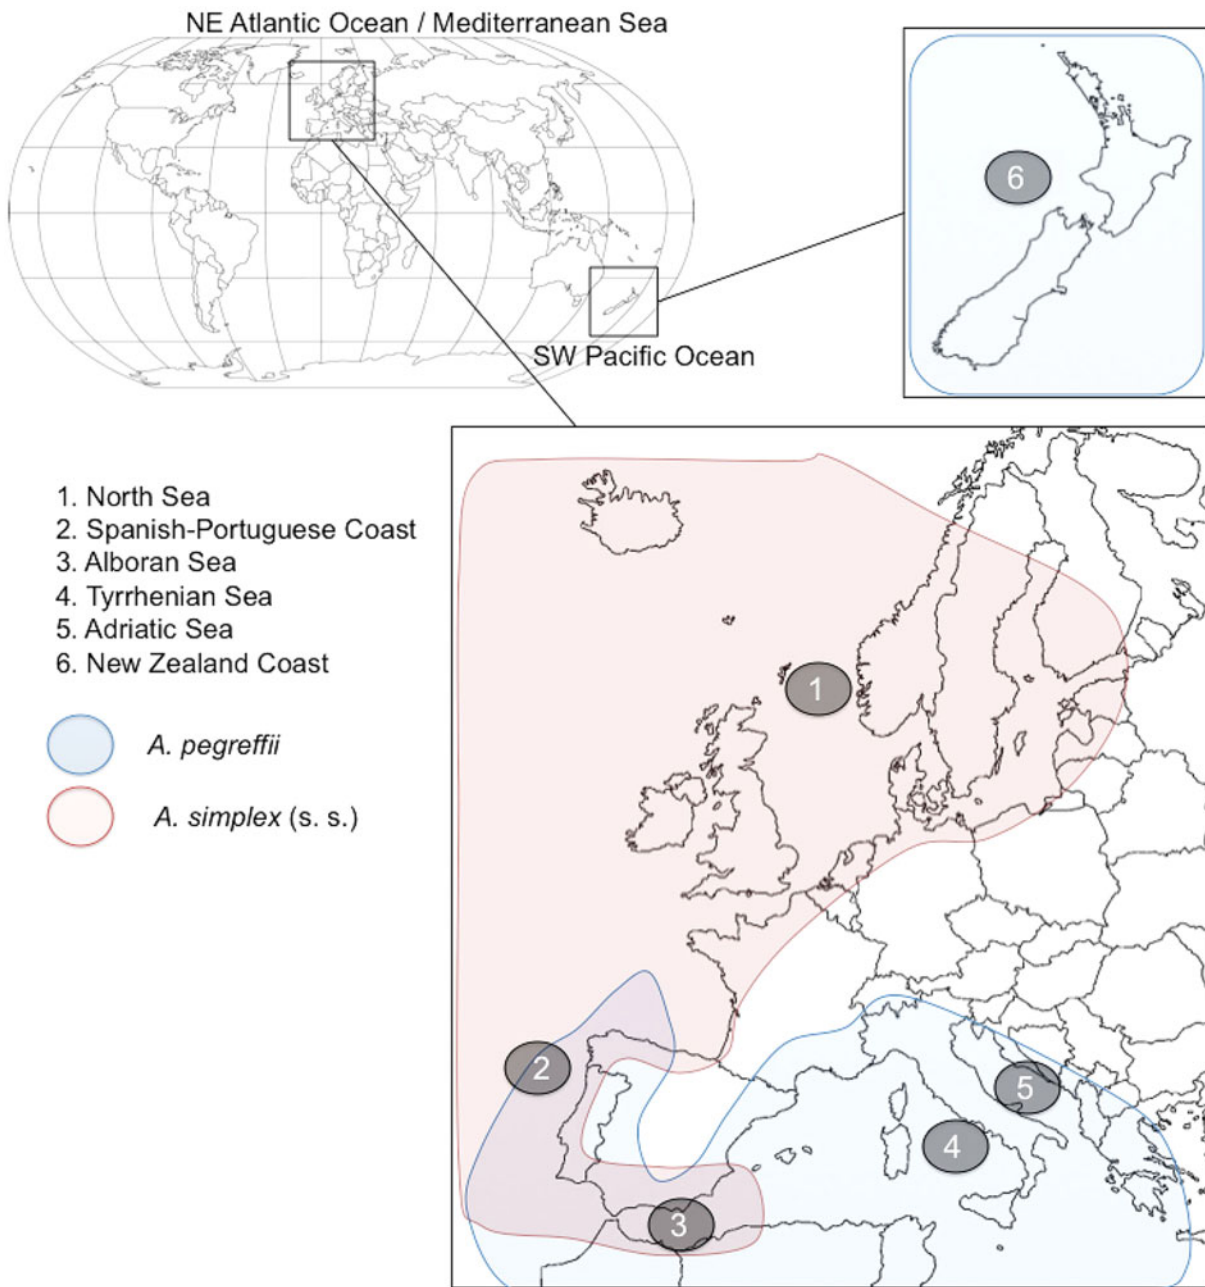 NE Atlantic Ocean / Mediterranean Sea
6
SW Pacific Ocean
1. North Sea
2. Spanish-Portuguese Coast
3. Alboran Sea
4. Tyrrhenian Sea
5. Adriatic Sea
6. New Zealand Coast
A. pegreffii
A. simplex (s. s.)
1
2
5
4
3